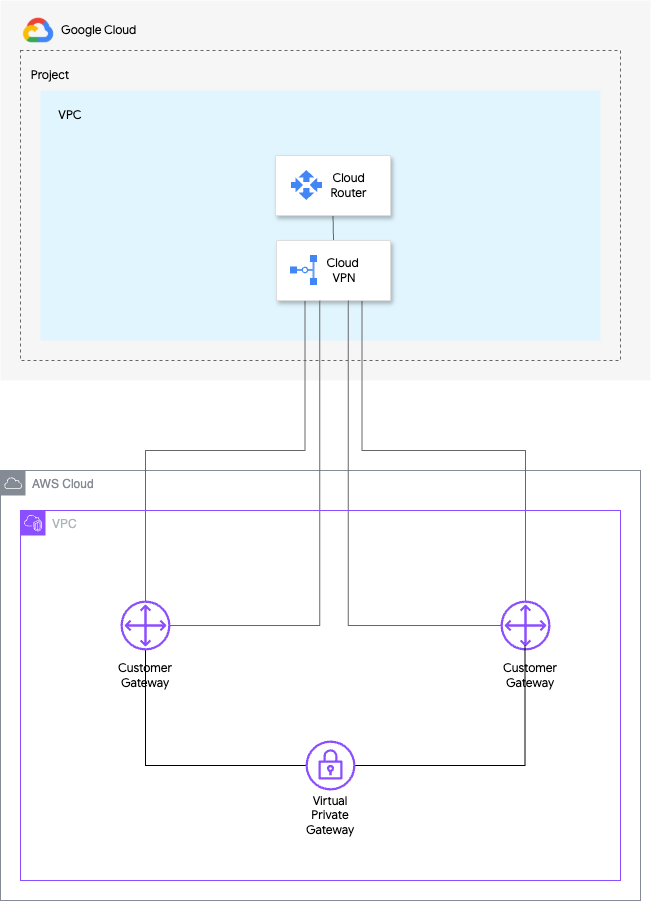 Google Cloud
Project
VPC
Cloud
Router
Cloud
VPN
AWS Cloud
VPC
Customer
Gateway
Customer
Gateway
Virtual
Private
Gateway